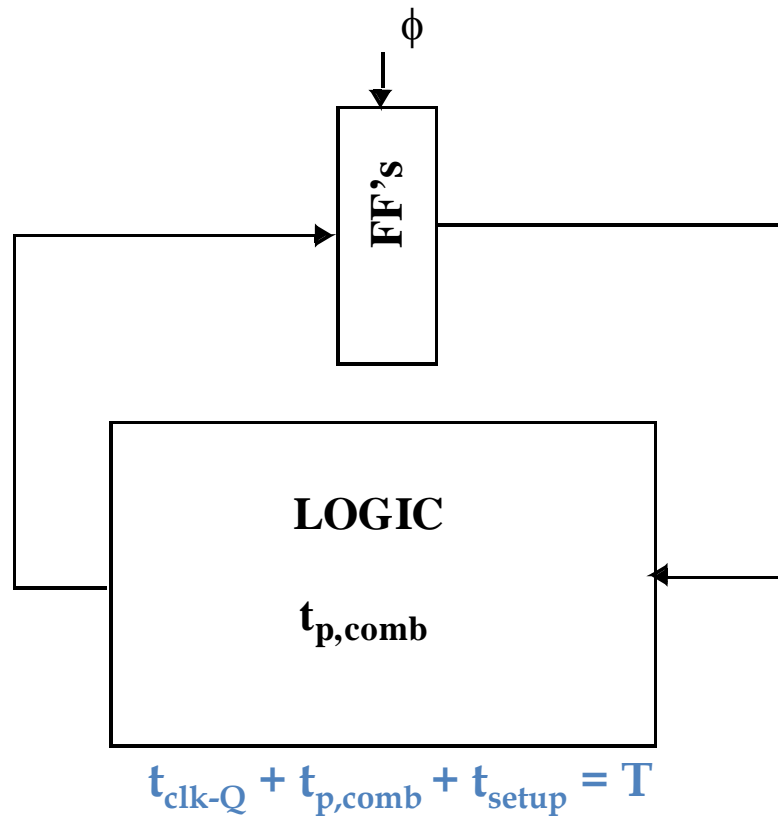 ϕ
FF’s
LOGIC
tp,comb
tclk-Q + tp,comb + tsetup = T